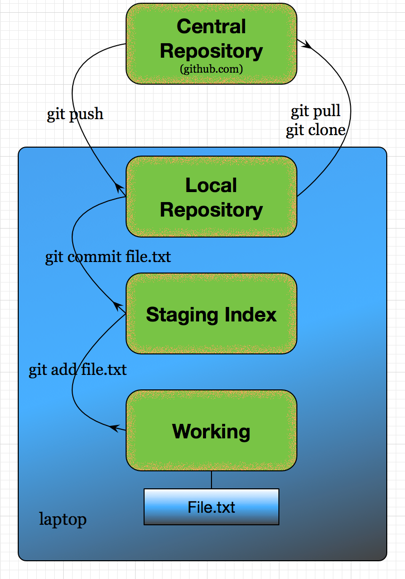 Central
Repository
(github.com)
git push
git pull
git clone
Local
Repository
git commit file.txt
Staging Index
git add file.txt
Working
File.txt
laptop